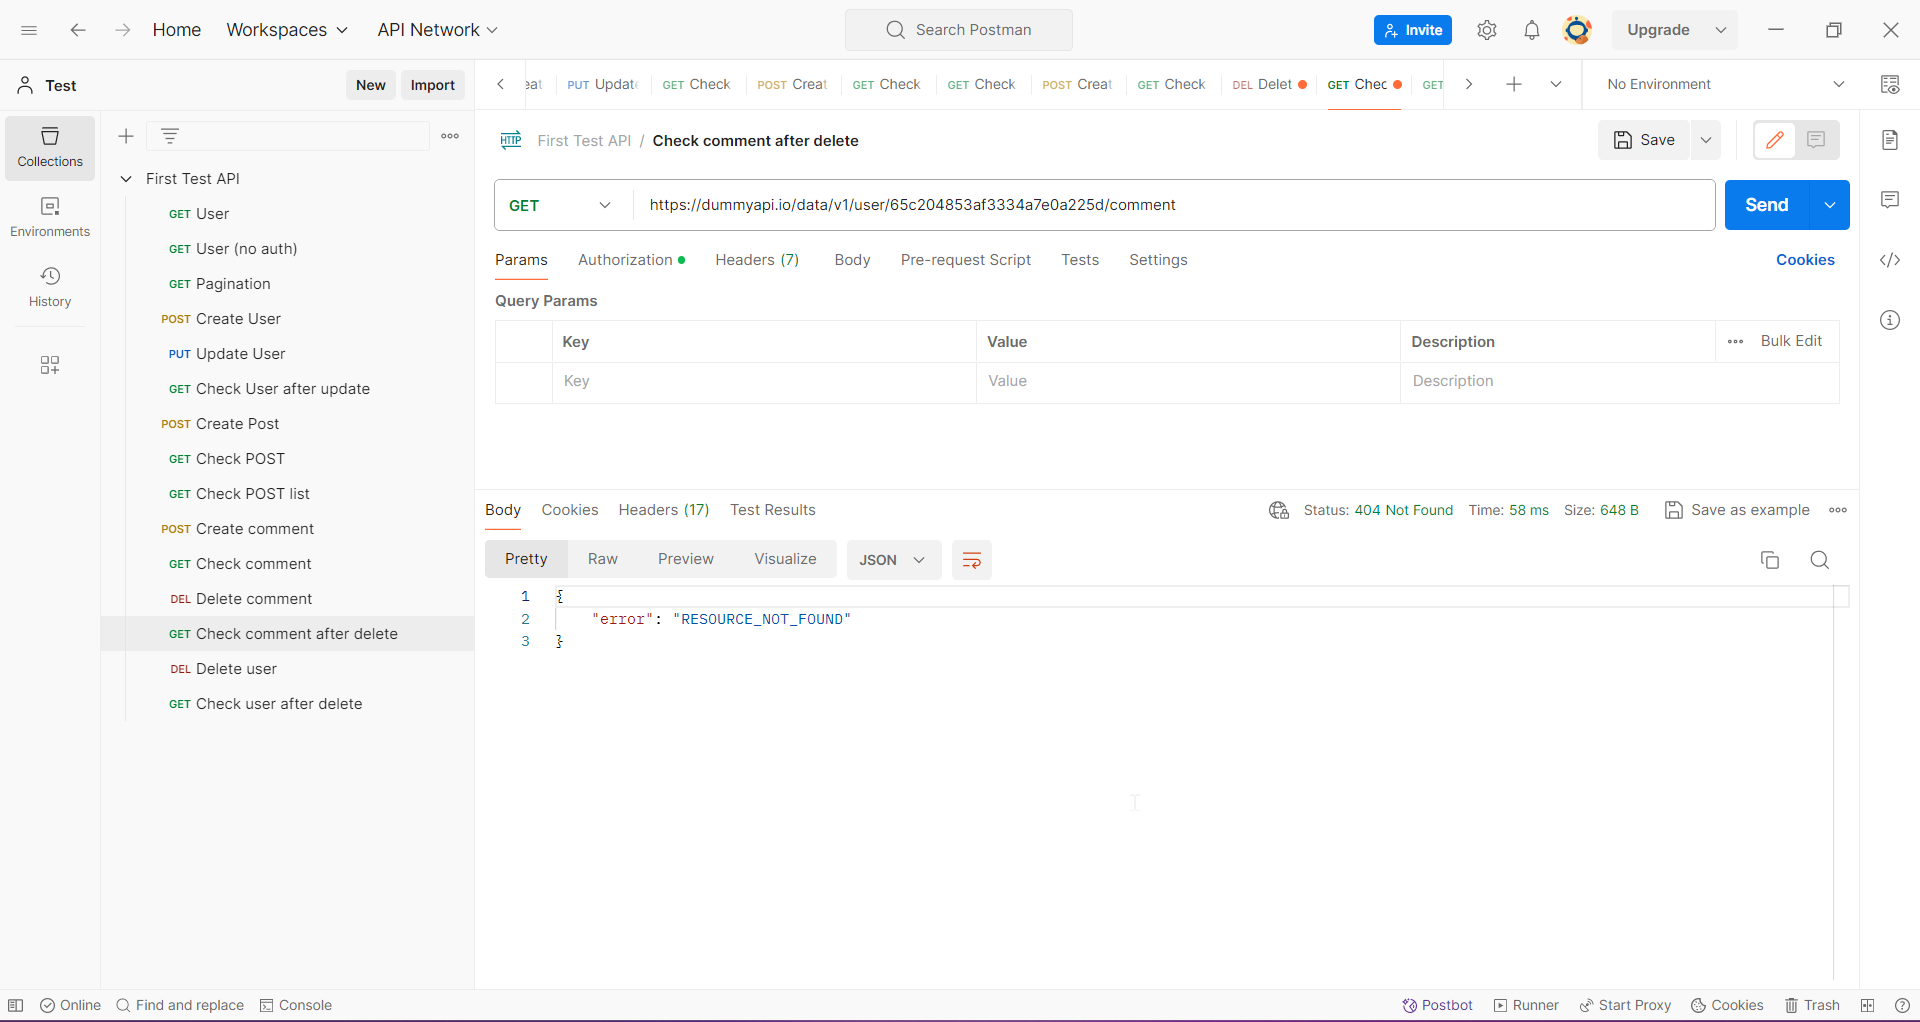 Home
Workspaces
API Network
Search Postman
Invite
Upgrade
Test
New
Import
PUT Updat
GET Check
POST Creat
GET Check
GET Check
POST Creat
GET Check
DEL Delet
GET Chec
GET
No Environment
Collections
Environments
History
First Test API
GET User
GET User (no auth)
GET Pagination
POST Create User
PUT Update User
GET Check User after update
POST Create Post
GET Check POST
GET Check POST list
POST Create comment
GET Check comment
DEL Delete comment
GET Check comment after delete
DEL Delete user
GET Check user after delete
HTTP First Test API / Check comment after delete
Save
GET https://dummyapi.io/data/v1/user/65c204853af3334a7e0a225d/comment
Send
Params Authorization Headers (7) Body Pre-request Script Tests Settings
Cookies
Query Params
Key Value Description Bulk Edit
Key Value Description
Body Cookies Headers (17) Test Results
Status: 404 Not Found Time: 58 ms Size: 648 B Save as example
Pretty Raw Preview Visualize JSON
1 {
2 "error": "RESOURCE_NOT_FOUND"
3 }
Online Find and replace Console
Postbot Runner Start Proxy Cookies Trash